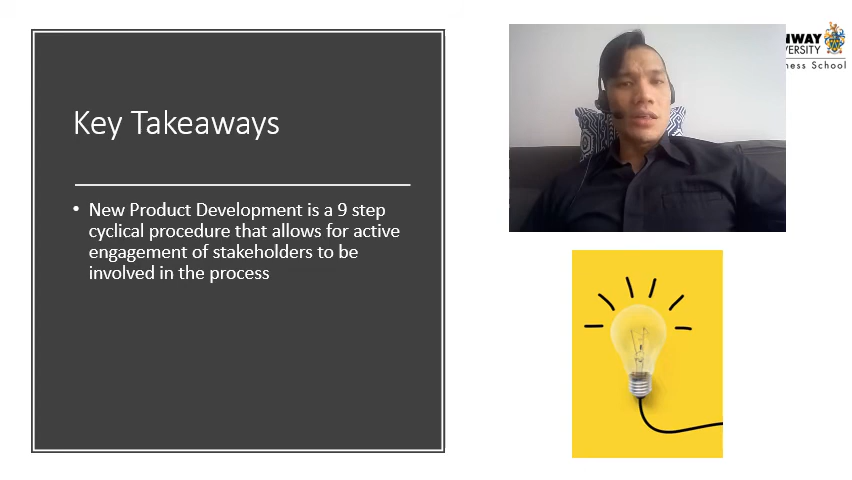 Key Takeaways
• New Product Development is a 9 step
cyclical procedure that allows for active
engagement of stakeholders to be
involved in the process
School